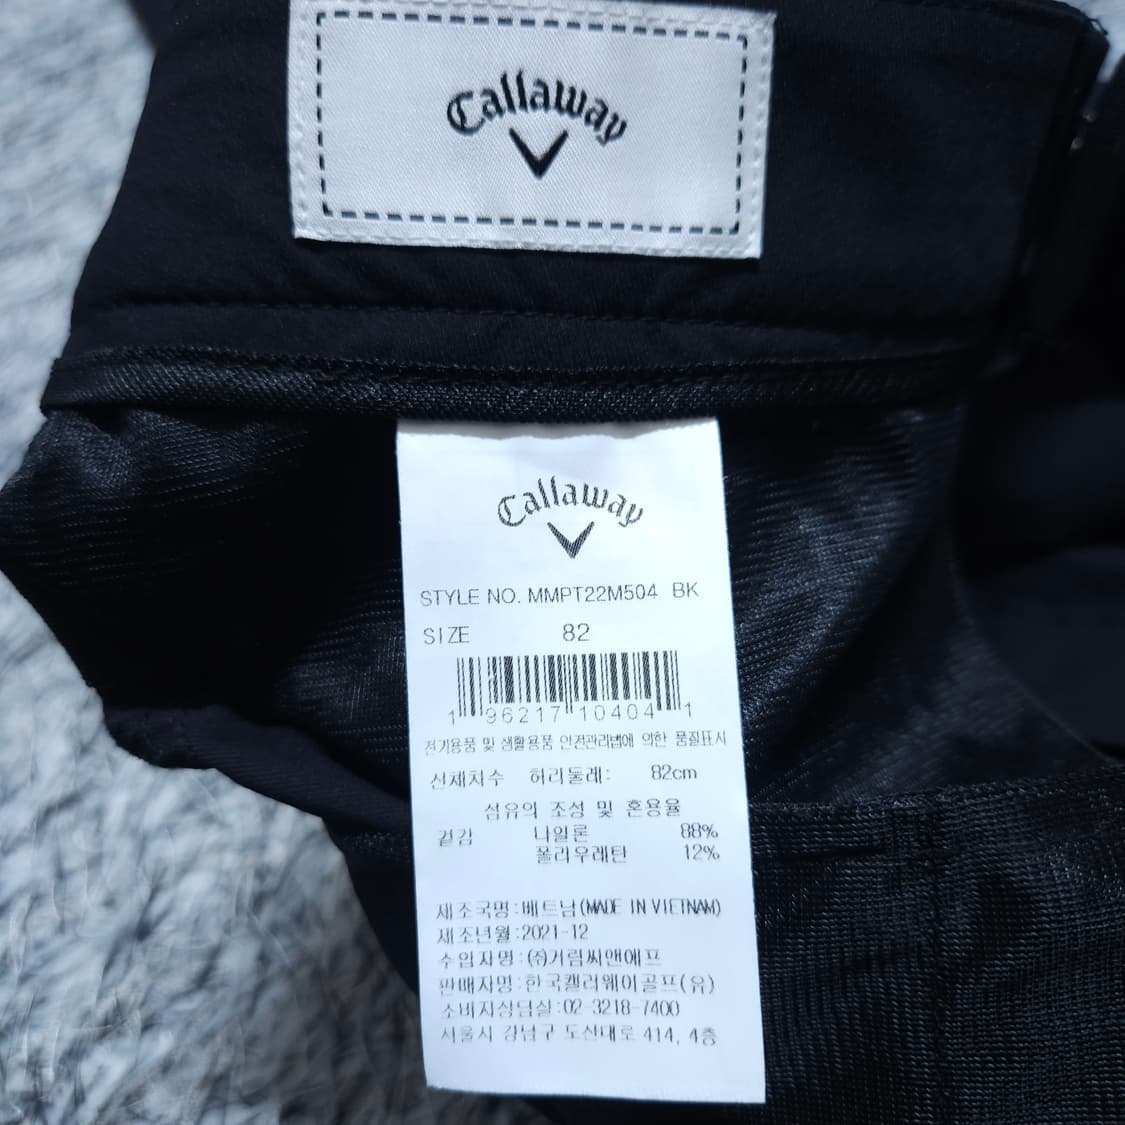 Callaway
Callaway
STYLE NO. MMPT22M504 BK
SIZE 82
1 96217 10404 1
전기용품 및 생활용품 안전관리법에 의한 품질표시
신체치수 허리둘레: 82cm
섬유의 조성 및 혼용율
겉감 나일론 88%
폴리우레탄 12%
제조국명:베트남(MADE IN VIETNAM)
제조년월:2021-12
수입자명:(주)거림씨앤에프
판매자명:한국캘러웨이골프(유)
소비자상담실:02-3218-7400
서울시 강남구 도산대로 414, 4층